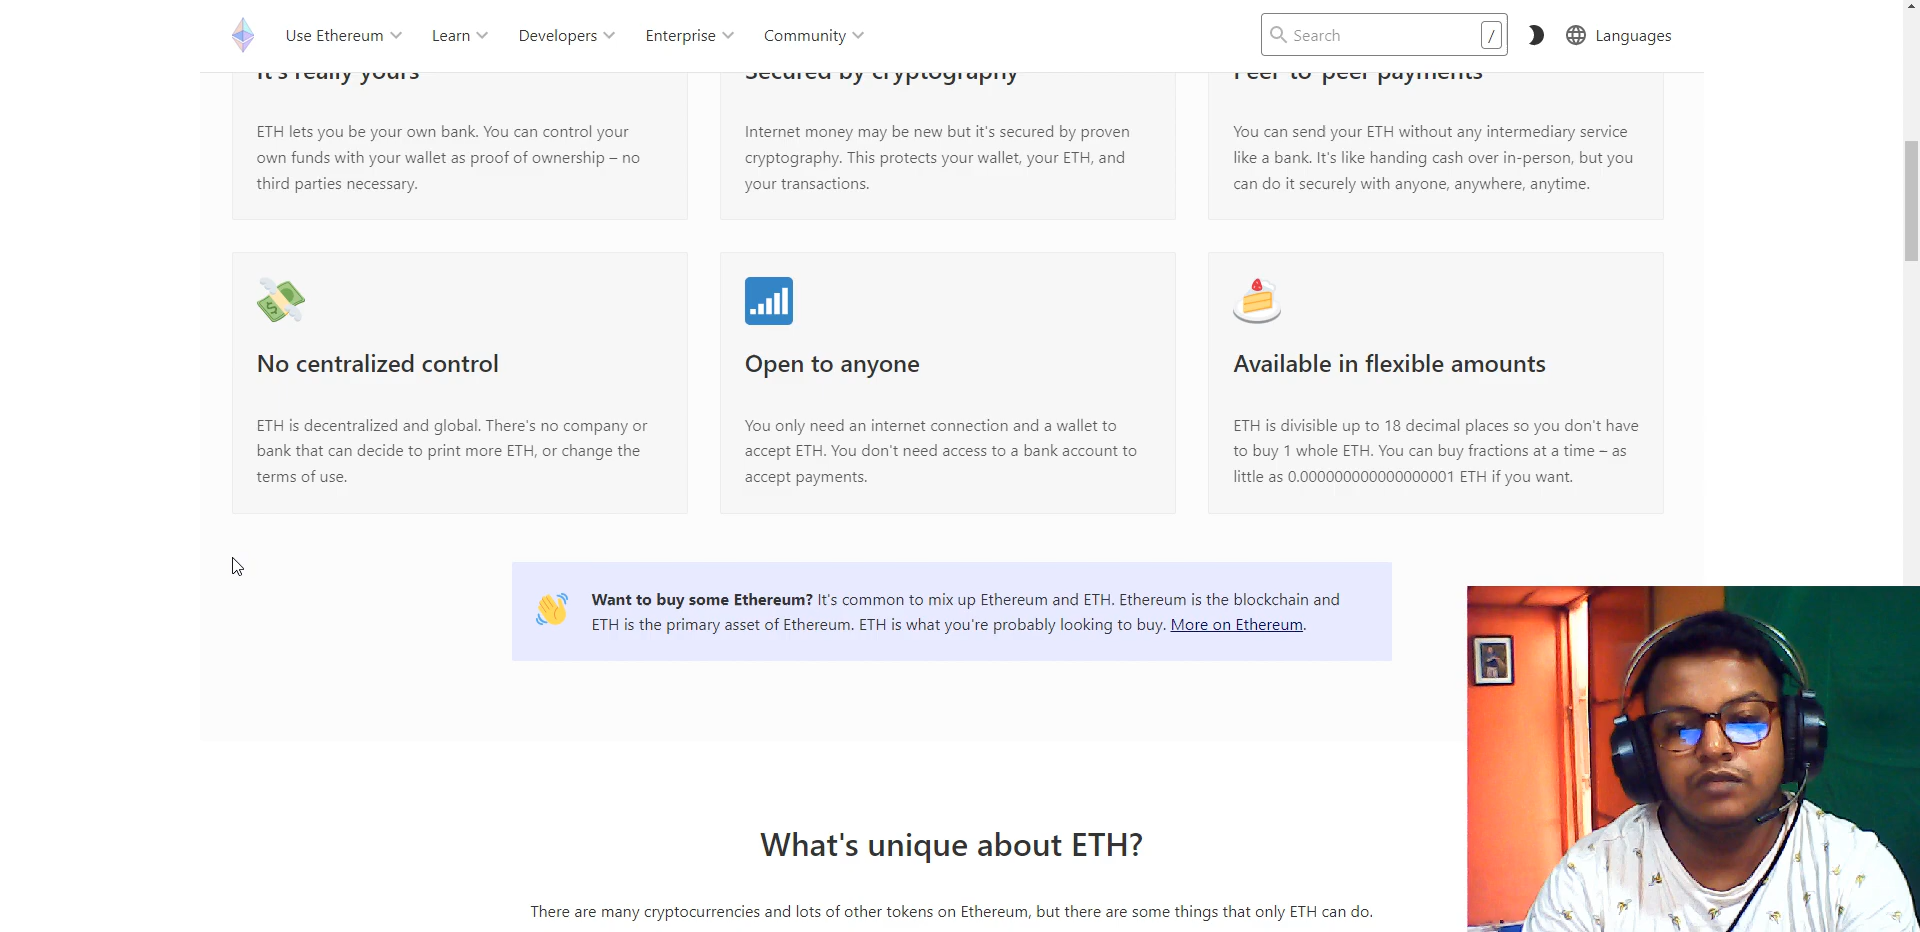 Use Ethereum
Learn
Developers
Enterprise
Community
Search
/
Languages
It's really yours
Secured by cryptography
Peer-to-peer payments
ETH lets you be your own bank. You can control your
own funds with your wallet as proof of ownership – no
third parties necessary.
Internet money may be new but it's secured by proven
cryptography. This protects your wallet, your ETH, and
your transactions.
You can send your ETH without any intermediary service
like a bank. It's like handing cash over in-person, but you
can do it securely with anyone, anywhere, anytime.
No centralized control
ETH is decentralized and global. There's no company or
bank that can decide to print more ETH, or change the
terms of use.
Open to anyone
You only need an internet connection and a wallet to
accept ETH. You don't need access to a bank account to
accept payments.
Available in flexible amounts
ETH is divisible up to 18 decimal places so you don't have
to buy 1 whole ETH. You can buy fractions at a time – as
little as 0.000000000000000001 ETH if you want.
Want to buy some Ethereum? It's common to mix up Ethereum and ETH. Ethereum is the blockchain and
ETH is the primary asset of Ethereum. ETH is what you're probably looking to buy. More on Ethereum.
What's unique about ETH?
There are many cryptocurrencies and lots of other tokens on Ethereum, but there are some things that only ETH can do.